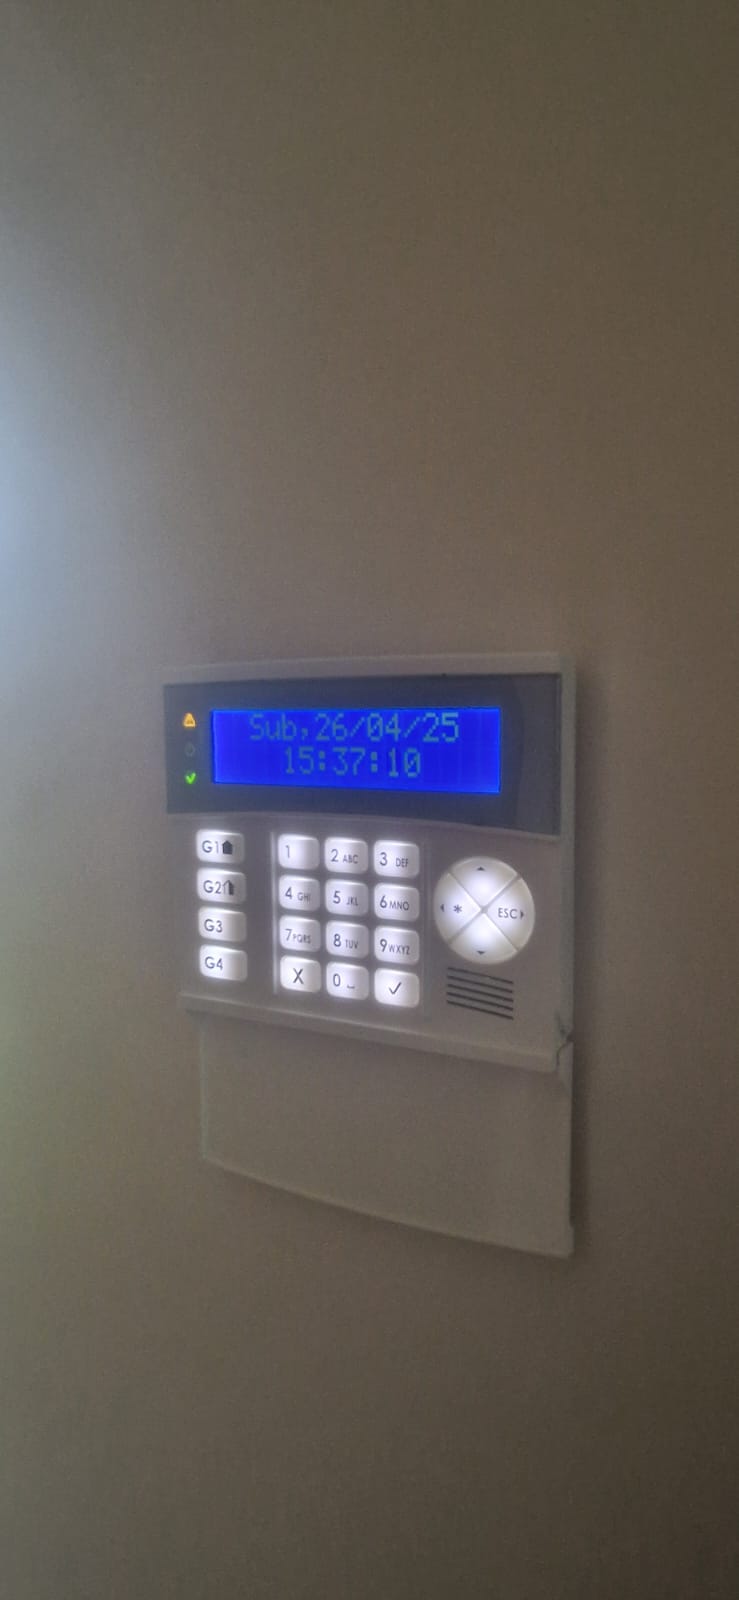 Sub,26/04/25
15:37:10
G1
1
2 ABC
3 DEF
G2
4 GHI
5 JKL
6 MNO
G3
7 PQRS
8 TUV
9 WXYZ
G4
X
0
* ESC